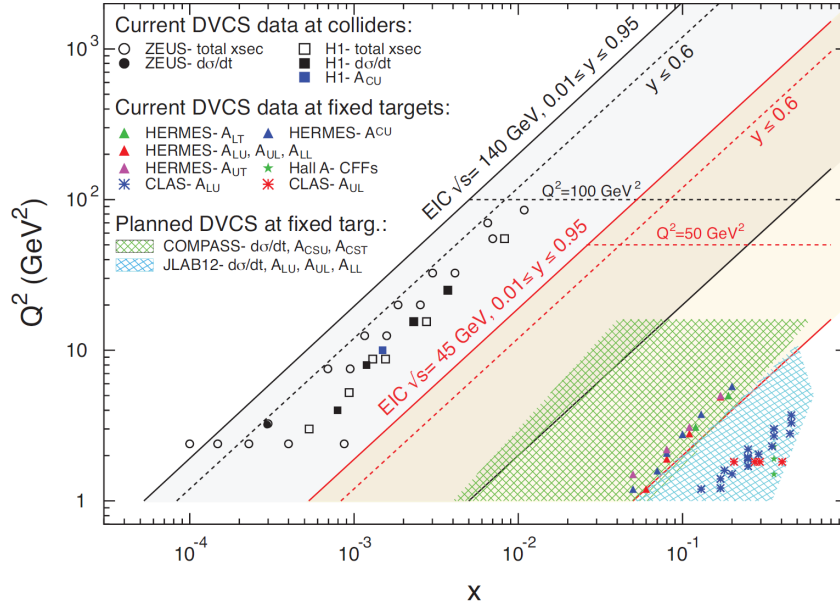 Current DVCS data at colliders:
ZEUS- total xsec H1- total xsec
ZEUS- dσ/dt H1- dσ/dt
H1- A_CU
Current DVCS data at fixed targets:
HERMES- A_LT HERMES- A^CU
HERMES- A_LU, A_UL, A_LL
HERMES- A_UT Hall A- CFFs
CLAS- A_LU CLAS- A_UL
Planned DVCS at fixed targ.:
COMPASS- dσ/dt, A_CSU, A_CST
JLAB12- dσ/dt, A_LU, A_UL, A_LL
EIC √s= 140 GeV, 0.01≤ y ≤ 0.95
y ≤ 0.6
EIC √s= 45 GeV, 0.01≤ y ≤ 0.95
y ≤ 0.6
Q²=100 GeV²
Q²=50 GeV²
Q² (GeV²)
10³
10²
10
1
10⁻⁴ 10⁻³ 10⁻² 10⁻¹
x